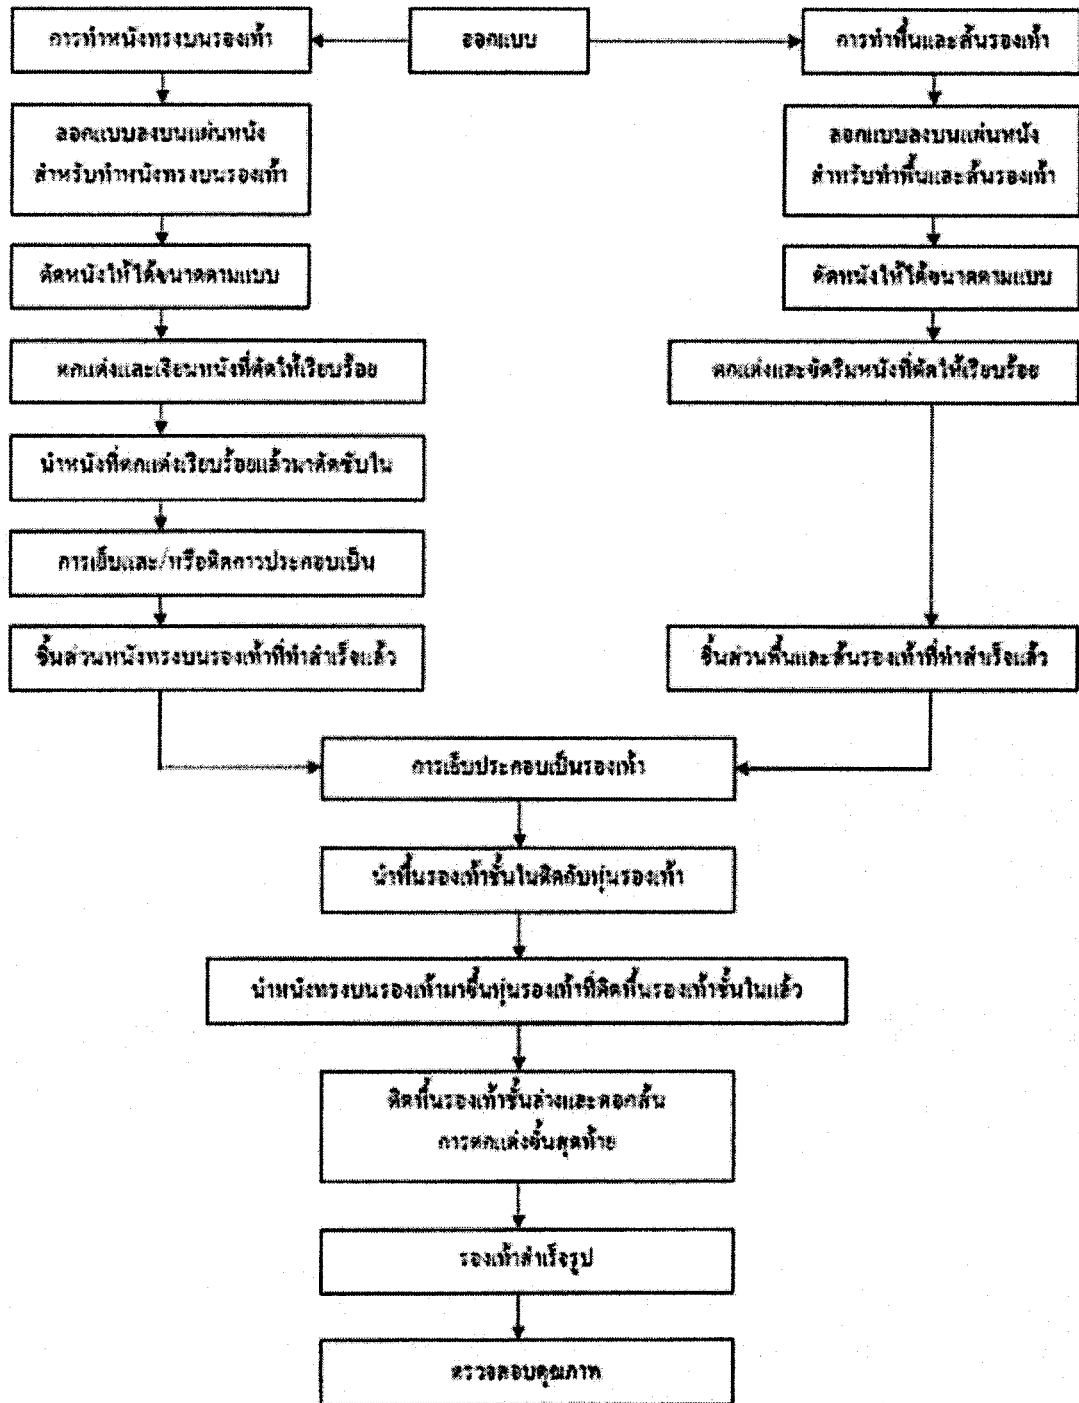 การทำหนังทรงบนรองเท้า
ออกแบบ
การทำพื้นและส้นรองเท้า
ลอกแบบลงบนแผ่นหนัง
สำหรับทำหนังทรงบนรองเท้า
ลอกแบบลงบนแผ่นหนัง
สำหรับทำพื้นและส้นรองเท้า
ตัดหนังให้ได้ขนาดตามแบบ
ตัดหนังให้ได้ขนาดตามแบบ
ตกแต่งและเจียนหนังที่ตัดให้เรียบร้อย
ตกแต่งและขัดริมหนังที่ตัดให้เรียบร้อย
นำหนังที่ตกแต่งเรียบร้อยแล้วมาตัดซับใน
การเย็บและ/หรือติดกาวประกอบเป็น
ชิ้นส่วนหนังทรงบนรองเท้าที่ทำสำเร็จแล้ว
ชิ้นส่วนพื้นและส้นรองเท้าที่ทำสำเร็จแล้ว
การเย็บประกอบเป็นรองเท้า
นำพื้นรองเท้าชั้นในติดกับหุ่นรองเท้า
นำหนังทรงบนรองเท้ามาขึ้นหุ่นรองเท้าที่ติดพื้นรองเท้าชั้นในแล้ว
ติดพื้นรองเท้าชั้นล่างและตอกส้น
การตกแต่งขั้นสุดท้าย
รองเท้าสำเร็จรูป
ตรวจสอบคุณภาพ